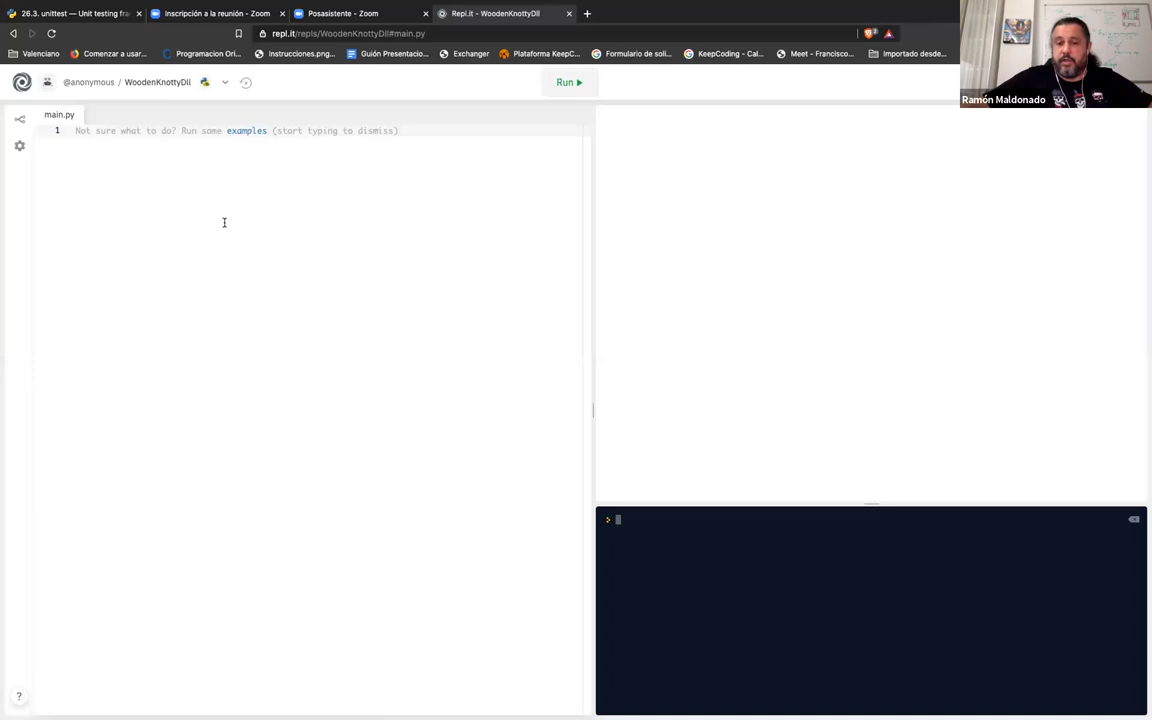 26.3. unittest — Unit testing fra
Inscripción a la reunión - Zoom
Posasistente - Zoom
Repl.it - WoodenKnottyDll
repl.it/repls/WoodenKnottyDll#main.py
Valenciano
Comenzar a usar...
Programacion Ori...
Instrucciones.png...
Guión Presentacio...
Exchanger
Plataforma KeepC...
Formulario de soli...
KeepCoding - Cal...
Meet - Francisco...
Importado desde...
@anonymous / WoodenKnottyDll
Run
Ramón Maldonado
main.py
1 Not sure what to do? Run some examples (start typing to dismiss)
>
?